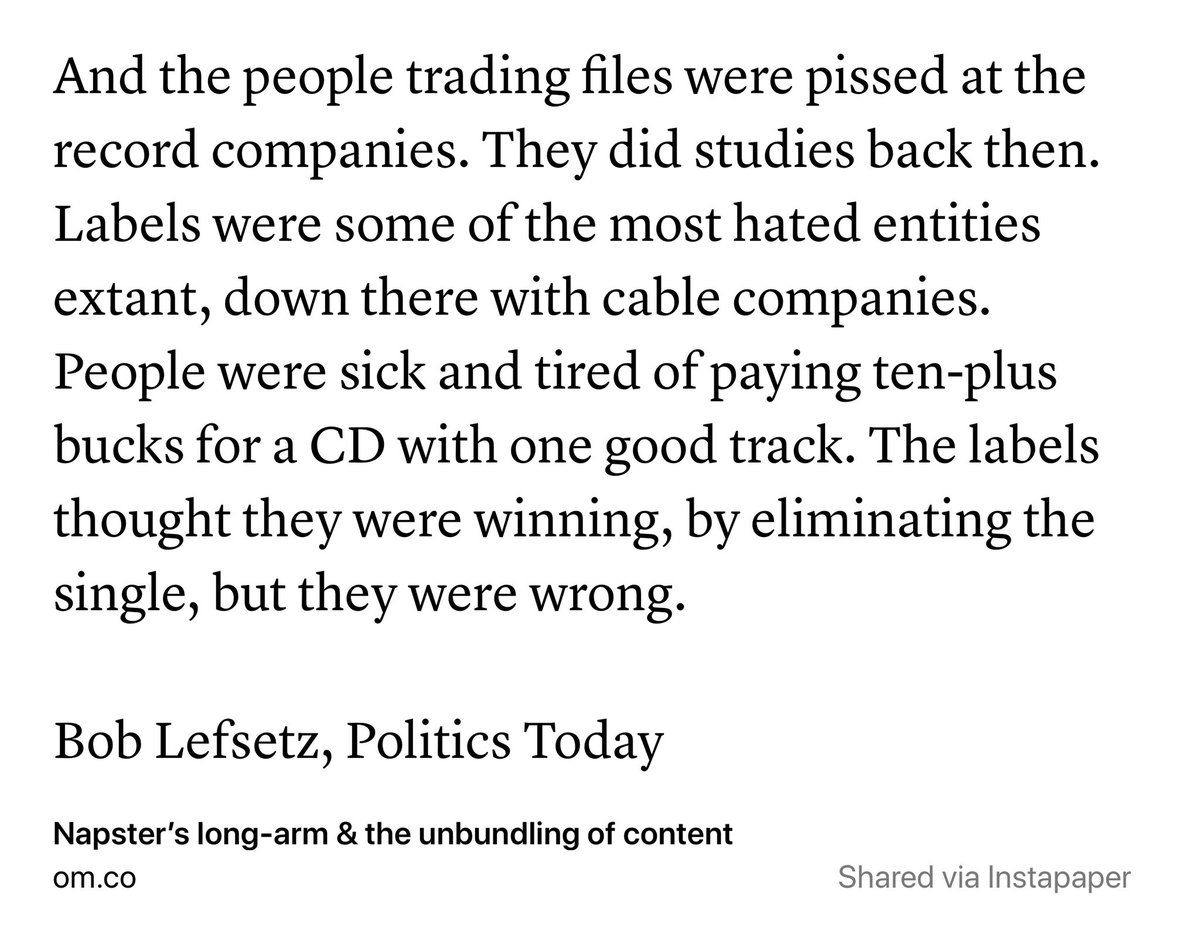 And the people trading files were pissed at the
record companies. They did studies back then.
Labels were some of the most hated entities
extant, down there with cable companies.
People were sick and tired of paying ten-plus
bucks for a CD with one good track. The labels
thought they were winning, by eliminating the
single, but they were wrong.
Bob Lefsetz, Politics Today
Napster’s long-arm & the unbundling of content
om.co
Shared via Instapaper